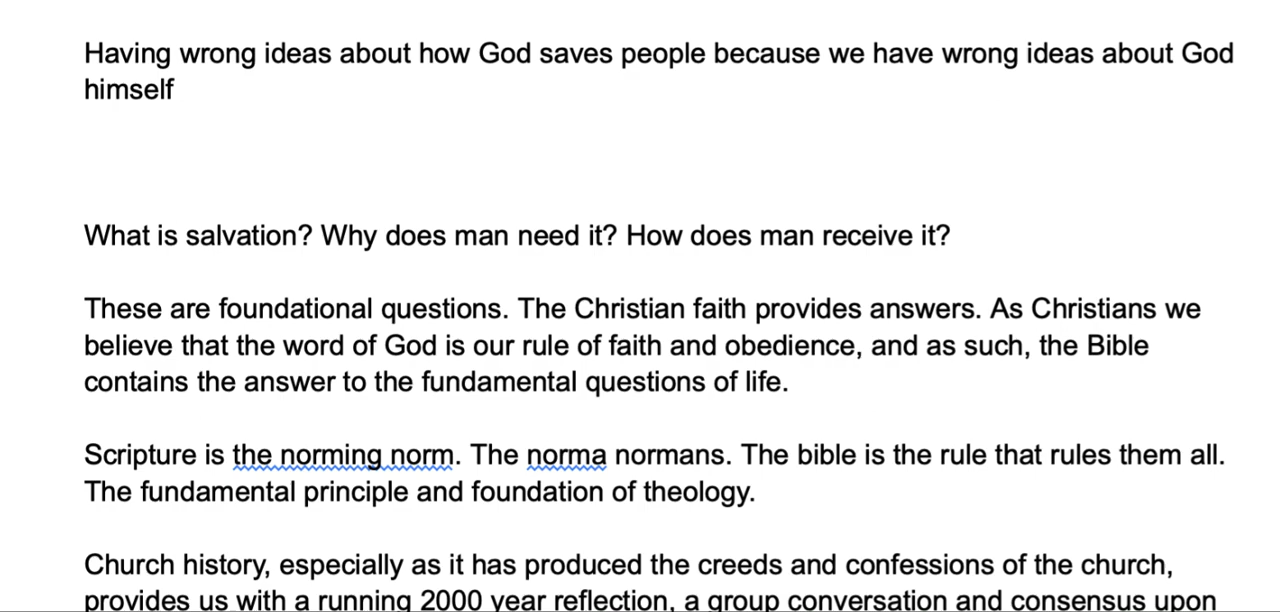 Having wrong ideas about how God saves people because we have wrong ideas about God
himself
What is salvation? Why does man need it? How does man receive it?
These are foundational questions. The Christian faith provides answers. As Christians we
believe that the word of God is our rule of faith and obedience, and as such, the Bible
contains the answer to the fundamental questions of life.
Scripture is the norming norm. The norma normans. The bible is the rule that rules them all.
The fundamental principle and foundation of theology.
Church history, especially as it has produced the creeds and confessions of the church,
provides us with a running 2000 year reflection, a group conversation and consensus upon